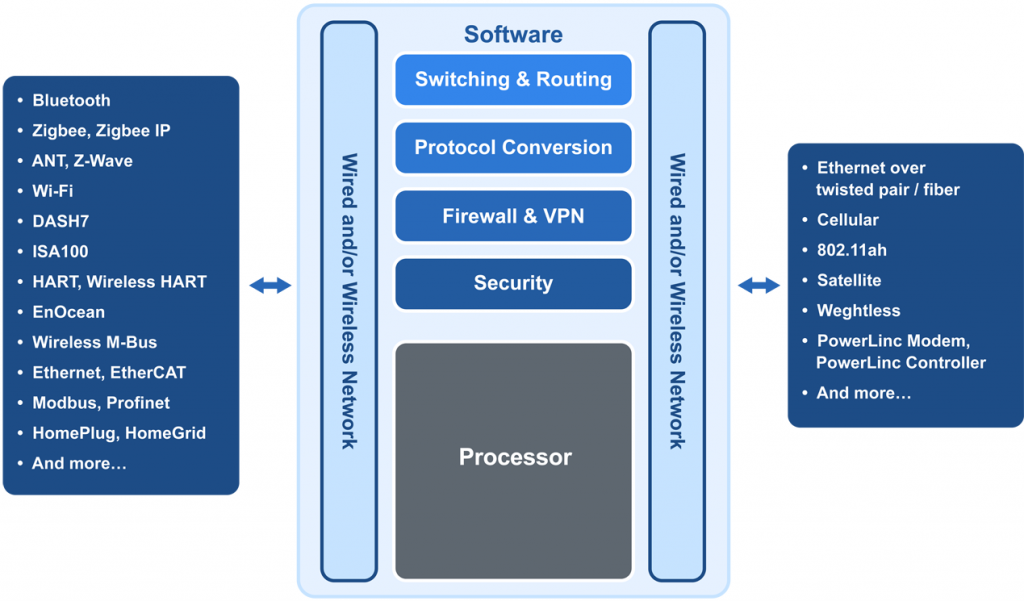 • Bluetooth
• Zigbee, Zigbee IP
• ANT, Z-Wave
• Wi-Fi
• DASH7
• ISA100
• HART, Wireless HART
• EnOcean
• Wireless M-Bus
• Ethernet, EtherCAT
• Modbus, Profinet
• HomePlug, HomeGrid
• And more…
Wired and/or Wireless Network
Software
Switching & Routing
Protocol Conversion
Firewall & VPN
Security
Processor
Wired and/or Wireless Network
• Ethernet over
twisted pair / fiber
• Cellular
• 802.11ah
• Satellite
• Weghtless
• PowerLinc Modem,
PowerLinc Controller
• And more…